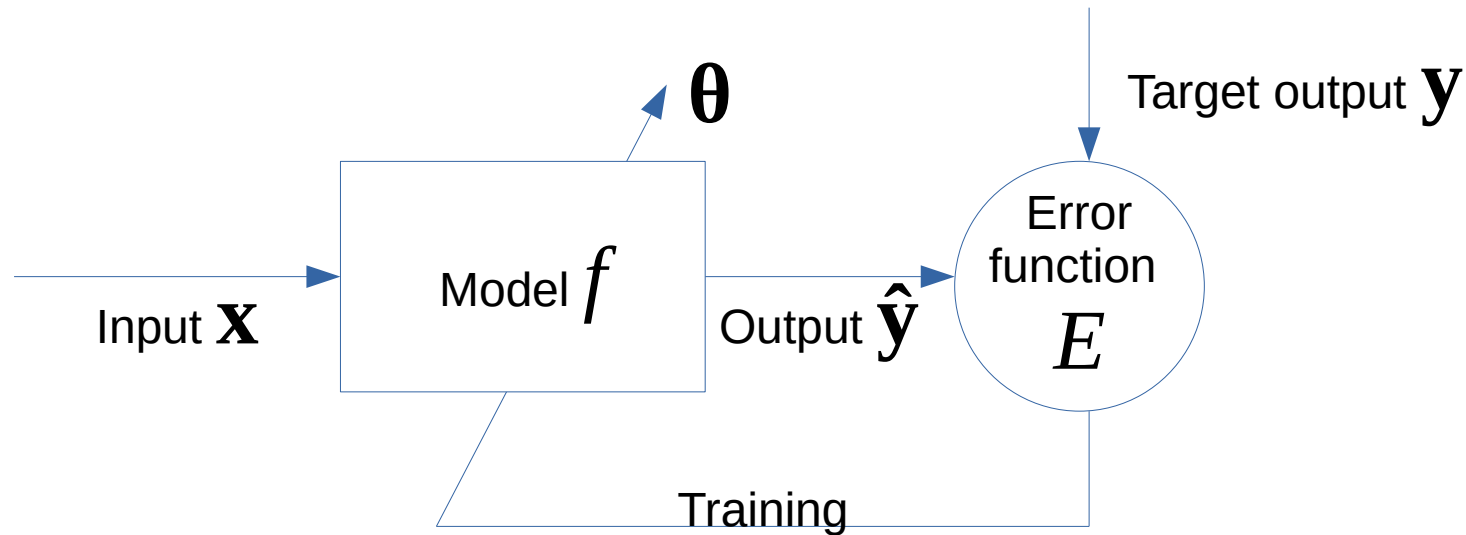 θ
Target output y
Error
function
E
Model f
Input x
Output ŷ
Training